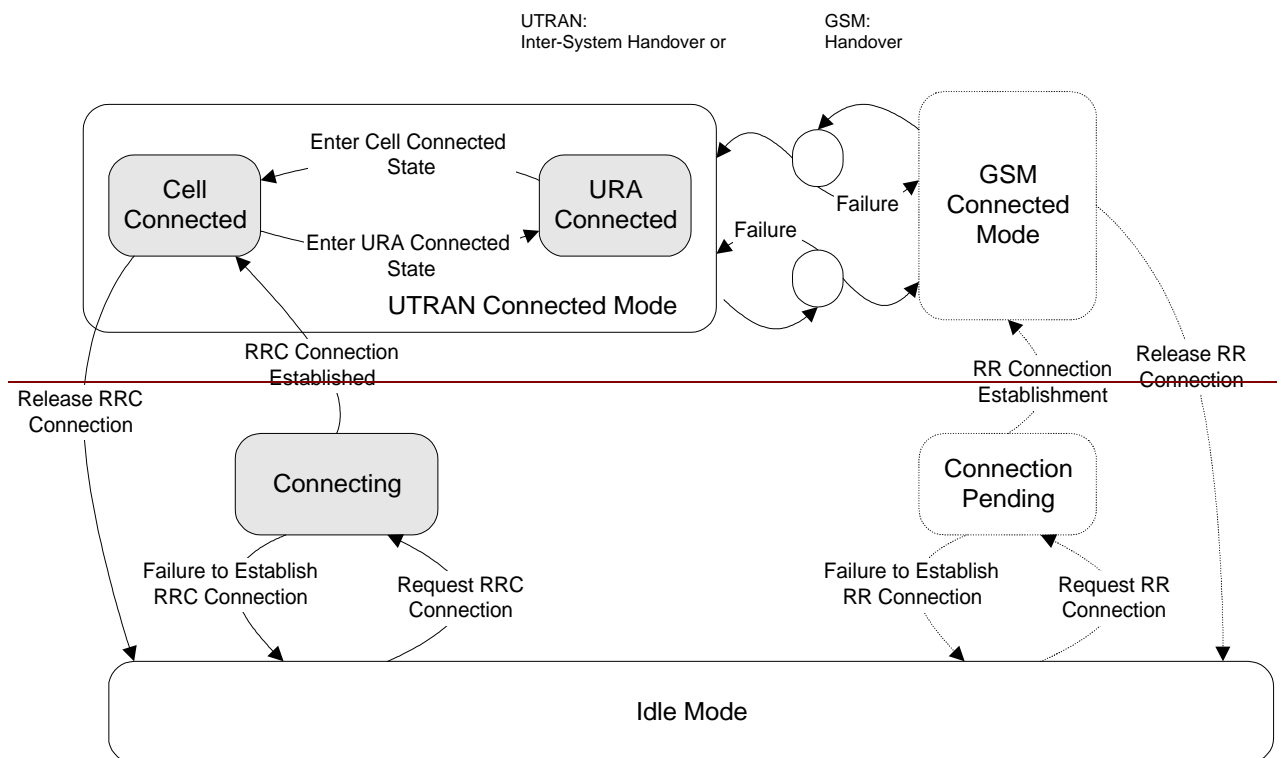 UTRAN:
Inter-System Handover or
GSM:
Handover
Enter Cell Connected
State
Cell
Connected
URA
Connected
GSM
Connected
Mode
Failure
Failure
Enter URA Connected
State
UTRAN Connected Mode
RRC Connection
Established
RR Connection
Establishment
Release RR
Connection
Release RRC
Connection
Connecting
Connection
Pending
Failure to Establish
RRC Connection
Request RRC
Connection
Failure to Establish
RR Connection
Request RR
Connection
Idle Mode